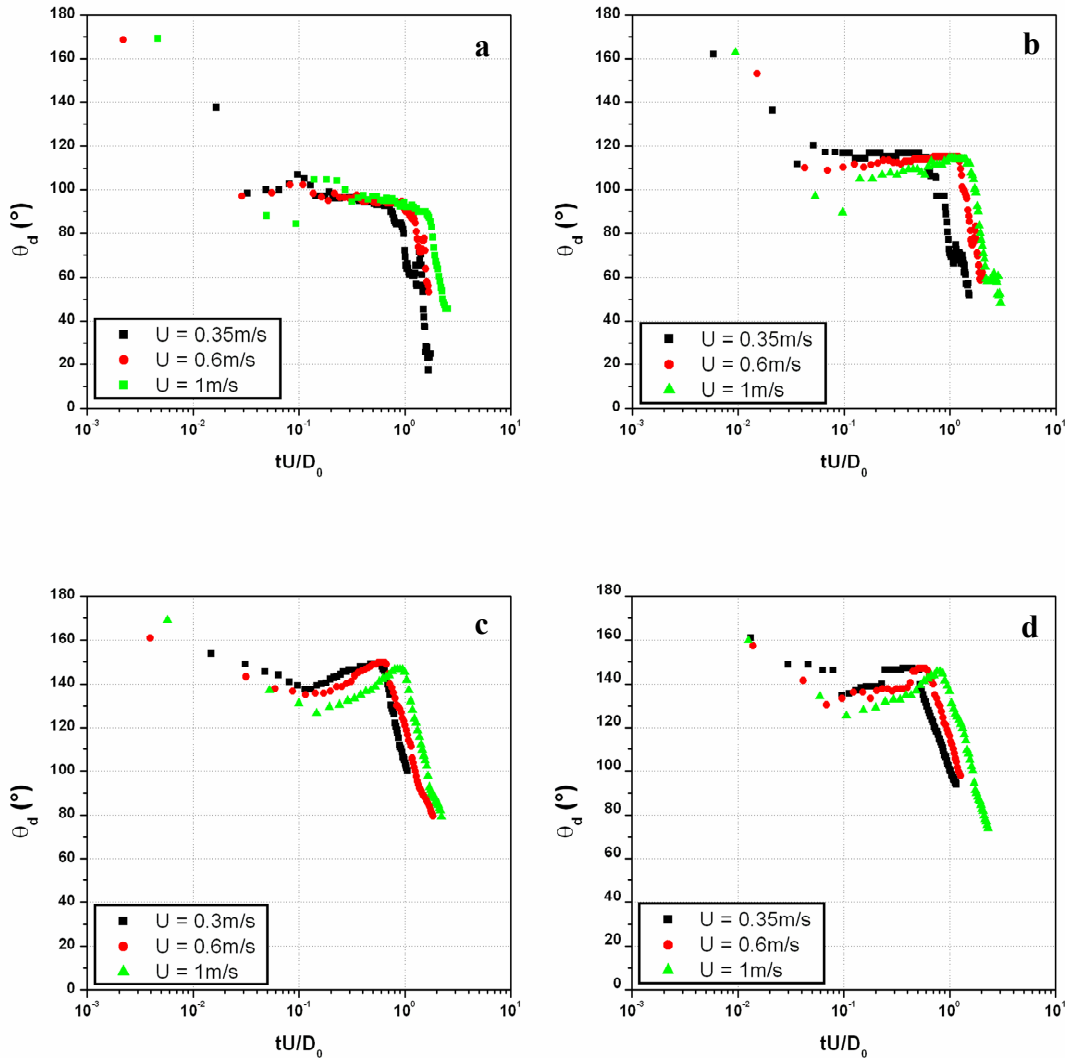 a
180
160
140
120
100
80
60
40
20
0
θd (°)
U = 0.35m/s
U = 0.6m/s
U = 1m/s
10-3 10-2 10-1 100 101
tU/D0
b
180
160
140
120
100
80
60
40
20
0
θd (°)
U = 0.35m/s
U = 0.6m/s
U = 1m/s
10-3 10-2 10-1 100 101
tU/D0
c
180
160
140
120
100
80
60
40
20
0
θd (°)
U = 0.3m/s
U = 0.6m/s
U = 1m/s
10-3 10-2 10-1 100 101
tU/D0
d
180
160
140
120
100
80
60
40
20
0
θd (°)
U = 0.35m/s
U = 0.6m/s
U = 1m/s
10-3 10-2 10-1 100 101
tU/D0